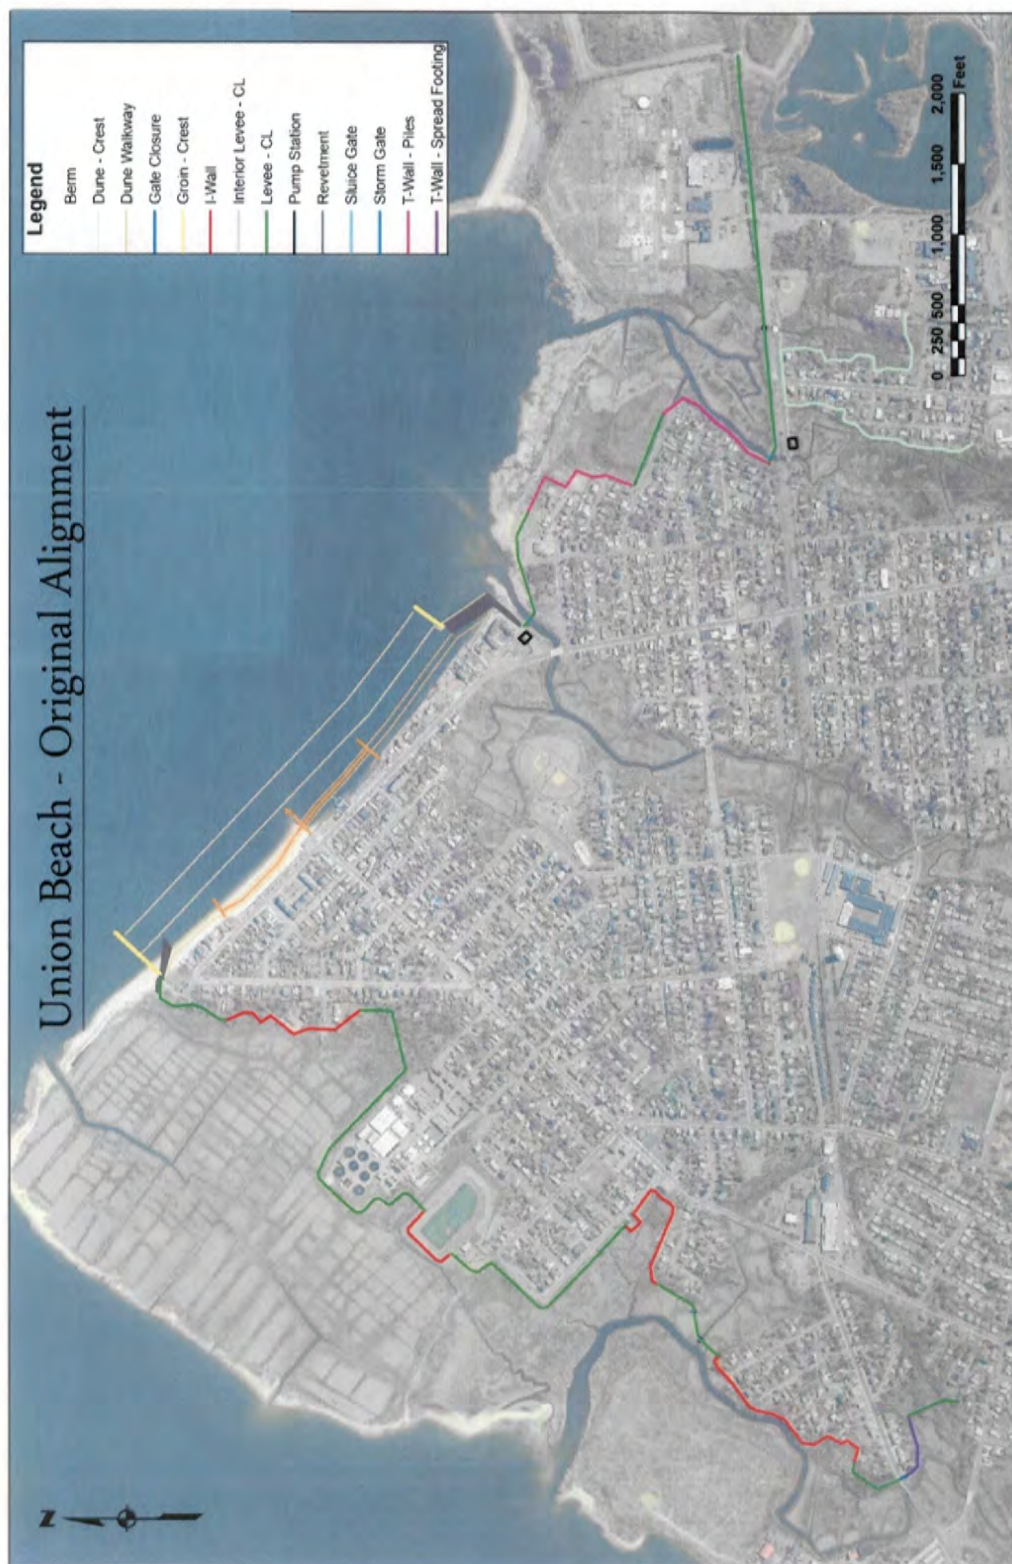 Union Beach - Original Alignment
Legend
Berm
Dune - Crest
Dune Walkway
Gate Closure
Groin - Crest
I-Wall
Interior Levee - CL
Levee - CL
Pump Station
Revetment
Sluice Gate
Storm Gate
T-Wall - Piles
T-Wall - Spread Footing
N
0 250 500 1,000 1,500 2,000
Feet